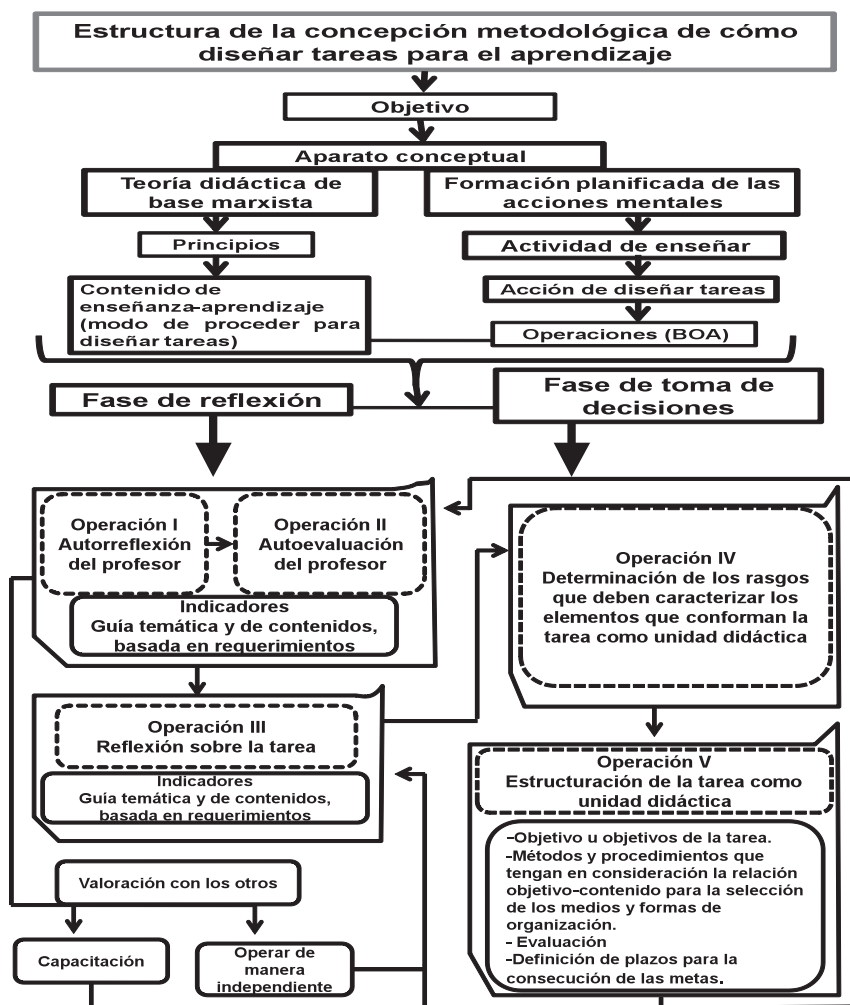 Estructura de la concepción metodológica de cómo
diseñar tareas para el aprendizaje
Objetivo
Aparato conceptual
Teoría didáctica de
base marxista
Formación planificada de las
acciones mentales
Principios
Actividad de enseñar
Contenido de
enseñanza-aprendizaje
(modo de proceder para
diseñar tareas)
Acción de diseñar tareas
Operaciones (BOA)
Fase de reflexión
Fase de toma de
decisiones
Operación I
Autorreflexión
del profesor
Operación II
Autoevaluación
del profesor
Indicadores
Guía temática y de contenidos,
basada en requerimientos
Operación III
Reflexión sobre la tarea
Indicadores
Guía temática y de contenidos,
basada en requerimientos
Valoración con los otros
Capacitación
Operar de
manera
independiente
Operación IV
Determinación de los rasgos
que deben caracterizar los
elementos que conforman la
tarea como unidad didáctica
Operación V
Estructuración de la tarea como
unidad didáctica
-Objetivo u objetivos de la tarea.
-Métodos y procedimientos que
tengan en consideración la relación
objetivo-contenido para la selección
de los medios y formas de
organización.
- Evaluación
-Definición de plazos para la
consecución de las metas.